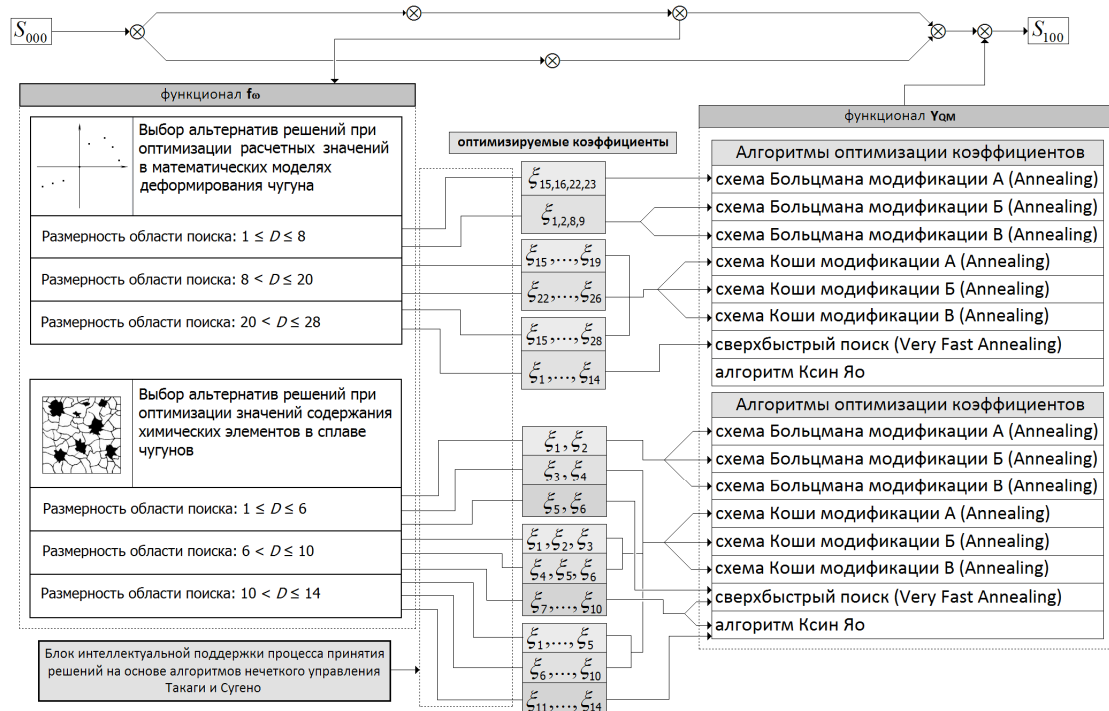 S000
S100
функционал fω
Выбор альтернатив решений при
оптимизации расчетных значений
в математических моделях
деформирования чугуна
Размерность области поиска: 1 ≤ D ≤ 8
Размерность области поиска: 8 < D ≤ 20
Размерность области поиска: 20 < D ≤ 28
Выбор альтернатив решений при
оптимизации значений содержания
химических элементов в сплаве
чугунов
Размерность области поиска: 1 ≤ D ≤ 6
Размерность области поиска: 6 < D ≤ 10
Размерность области поиска: 10 < D ≤ 14
Блок интеллектуальной поддержки процесса принятия
решений на основе алгоритмов нечеткого управления
Такаги и Сугено
оптимизируемые коэффициенты
ξ15,16,22,23
ξ1,2,8,9
ξ15,...,ξ19
ξ22,...,ξ26
ξ15,...,ξ28
ξ1,...,ξ14
ξ1,ξ2
ξ3,ξ4
ξ5,ξ6
ξ1,ξ2,ξ3
ξ4,ξ5,ξ6
ξ7,...,ξ10
ξ1,...,ξ5
ξ6,...,ξ10
ξ11,...,ξ14
функционал YQM
Алгоритмы оптимизации коэффициентов
схема Больцмана модификации А (Annealing)
схема Больцмана модификации Б (Annealing)
схема Больцмана модификации В (Annealing)
схема Коши модификации А (Annealing)
схема Коши модификации Б (Annealing)
схема Коши модификации В (Annealing)
сверхбыстрый поиск (Very Fast Annealing)
алгоритм Ксин Яо
Алгоритмы оптимизации коэффициентов
схема Больцмана модификации А (Annealing)
схема Больцмана модификации Б (Annealing)
схема Больцмана модификации В (Annealing)
схема Коши модификации А (Annealing)
схема Коши модификации Б (Annealing)
схема Коши модификации В (Annealing)
сверхбыстрый поиск (Very Fast Annealing)
алгоритм Ксин Яо